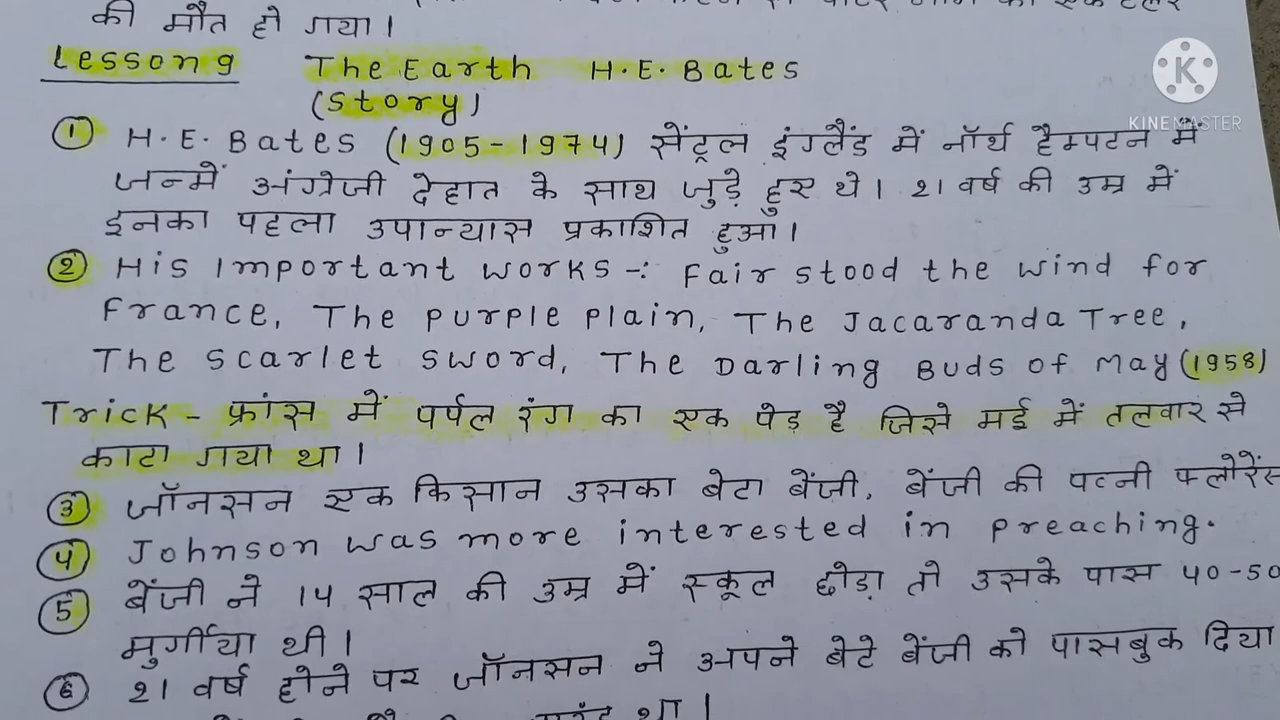 की मौत हो गया।
Lesson 9 The Earth H.E. Bates
(Story)
K
KINEMASTER
① H.E. Bates (1905-1974) सेंट्रल इंग्लैंड में नॉर्थ हैम्पटन में
जन्में अंग्रेजी देहात के साथ जुड़े हुए थे। 21 वर्ष की उम्र में
इनका पहला उपान्यास प्रकाशित हुआ।
② His Important works -: Fair stood the wind for
France, The purple plain, The Jacaranda Tree,
The scarlet sword, The Darling Buds of May (1958)
Trick - फ्रांस में पर्पल रंग का एक पेड़ है जिसे मई में तलवार से
काटा गया था।
③ जॉनसन एक किसान उसका बेटा बेंजी, बेंजी की पत्नी फ्लोरेंस
④ Johnson was more interested in preaching.
⑤ बेंजी ने 14 साल की उम्र में स्कूल छोड़ा तो उसके पास 40-50
मुर्गीया थी।
⑥ 21 वर्ष होने पर जॉनसन ने अपने बेटे बेंजी को पासबुक दिया
था।